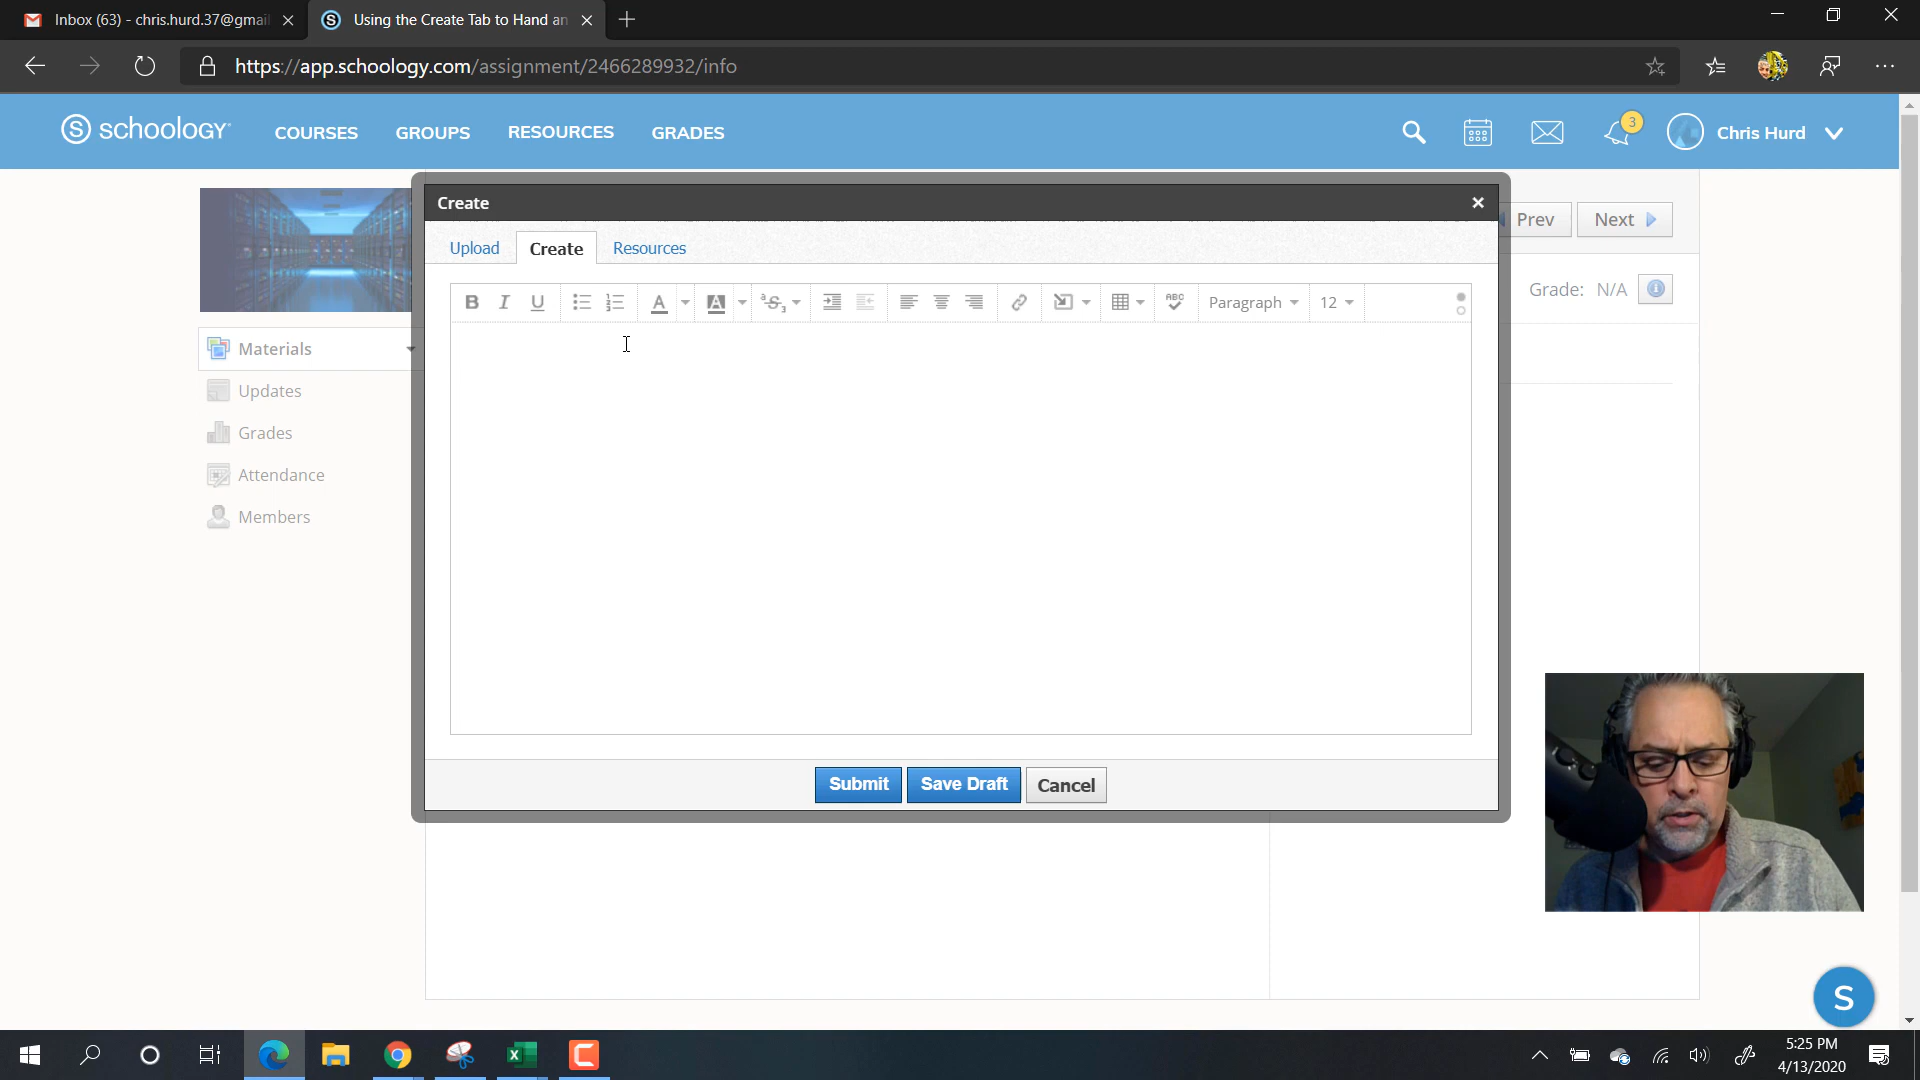 Inbox (63) - chris.hurd.37@gmai
Using the Create Tab to Hand an
https://app.schoology.com/assignment/2466289932/info
S schoology
COURSES
GROUPS
RESOURCES
GRADES
3
Chris Hurd
Create
Prev
Next
Upload
Create
Resources
Grade: N/A
B I U
A
A
ABC
Paragraph
12
Materials
Updates
Grades
Attendance
Members
Submit
Save Draft
Cancel
S
5:25 PM
4/13/2020